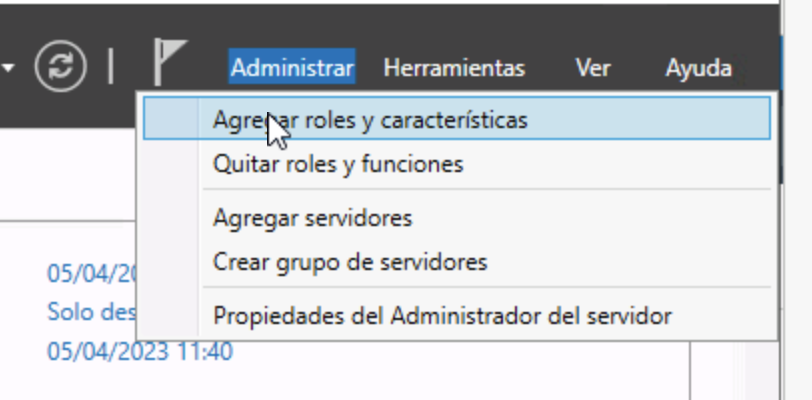 Administrar Herramientas Ver Ayuda
Agregar roles y características
Quitar roles y funciones
Agregar servidores
Crear grupo de servidores
Propiedades del Administrador del servidor
05/04/20
Solo des
05/04/2023 11:40